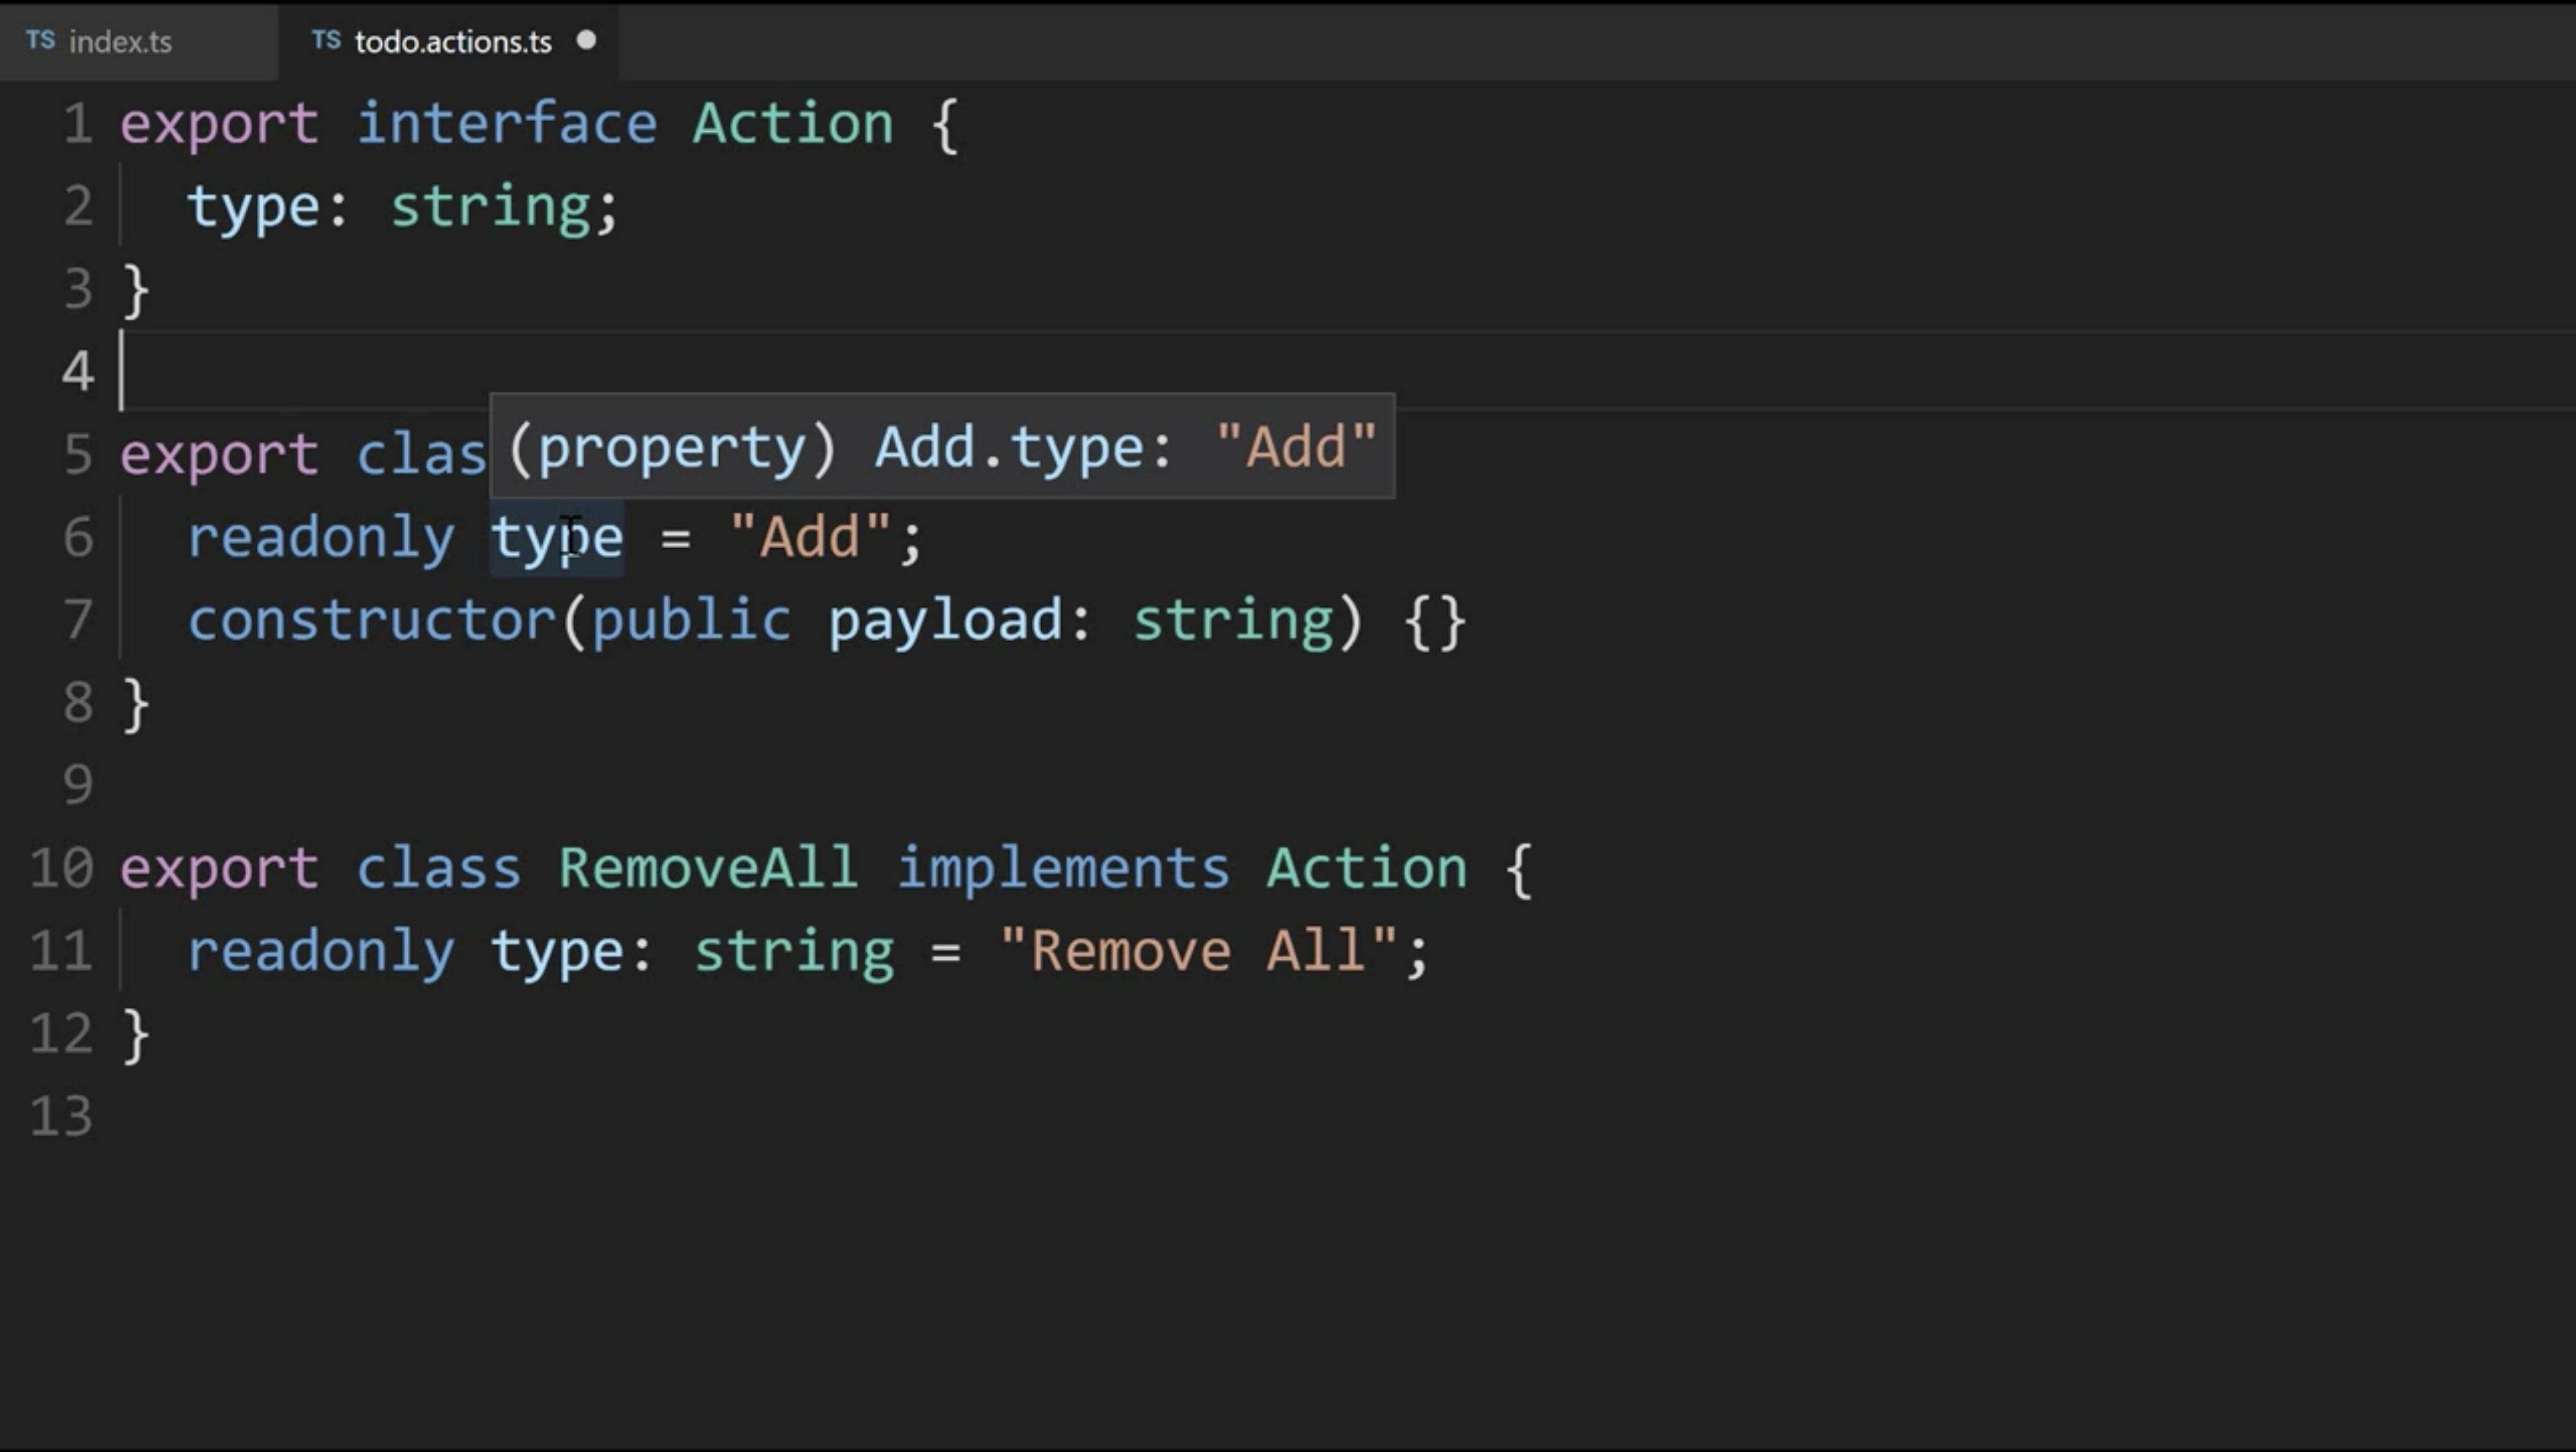 TS index.ts TS todo.actions.ts
1 export interface Action {
2 type: string;
3 }
4
(property) Add.type: "Add"
5 export clas
6 readonly type = "Add";
7 constructor(public payload: string) {}
8 }
9
10 export class RemoveAll implements Action {
11 readonly type: string = "Remove All";
12 }
13